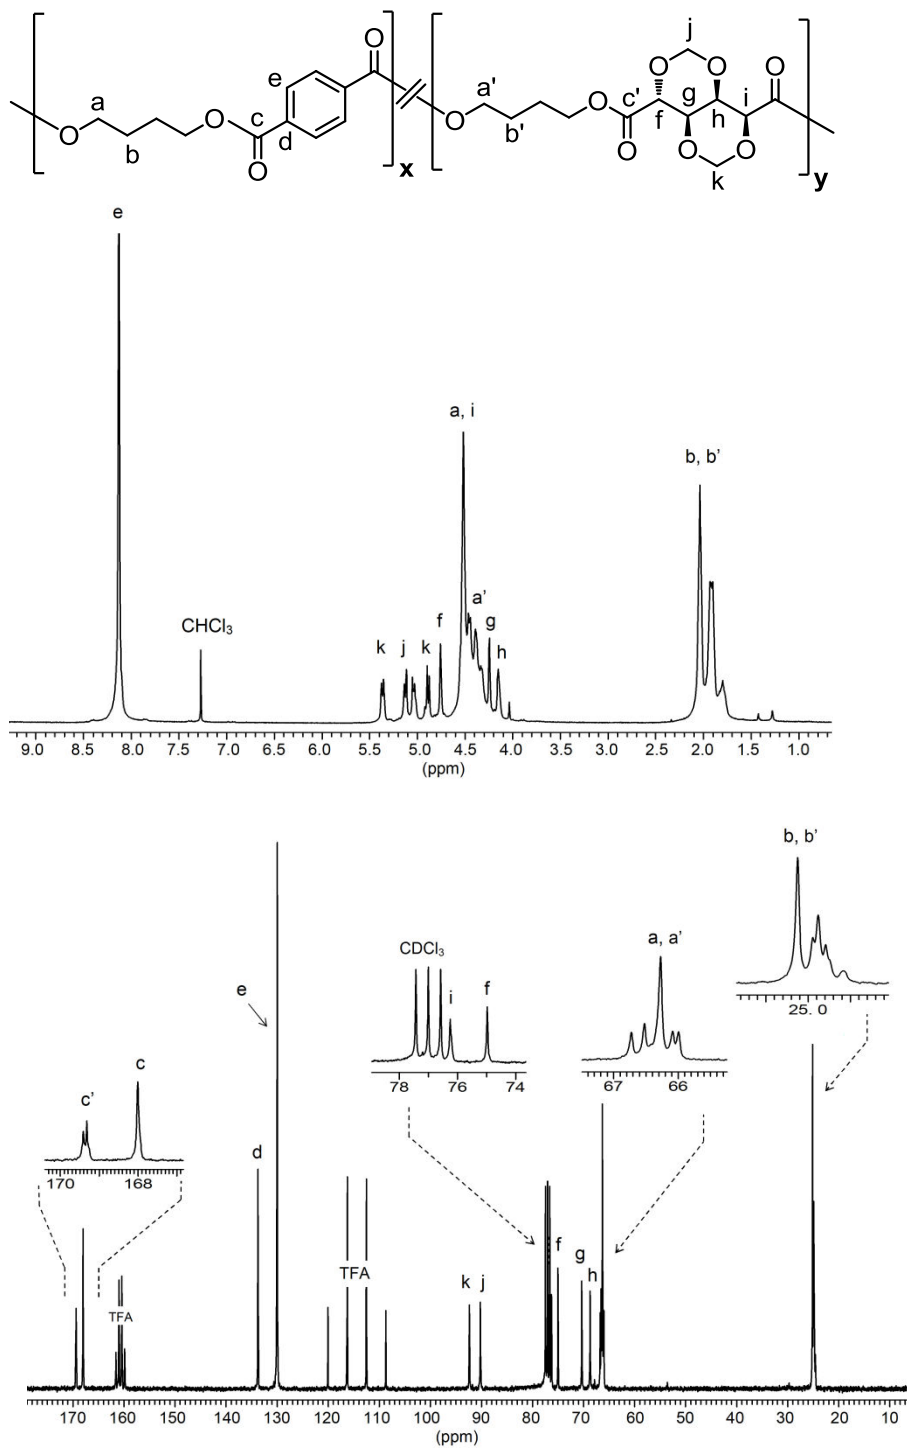 j
O
O
O
O
a
e
c'
g
i
a'
O
O
c
f
h
O
O
b
d
b'
O
O
O
O
k
x
y
e
a, i
b, b'
CHCl₃
a'
f
g
k
j
k
h
9.0 8.5 8.0 7.5 7.0 6.5 6.0 5.5 5.0 4.5 4.0 3.5 3.0 2.5 2.0 1.5 1.0
(ppm)
b, b'
a, a'
CDCl₃
e
i
f
25.0
c
c'
78 76 74
67 66
170 168
d
f
g
TFA
h
k
j
TFA
170 160 150 140 130 120 110 100 90 80 70 60 50 40 30 20 10
(ppm)